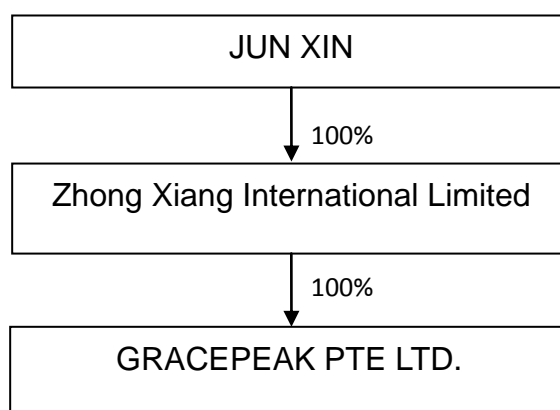 JUN XIN
100%
Zhong Xiang International Limited
100%
GRACEPEAK PTE LTD.